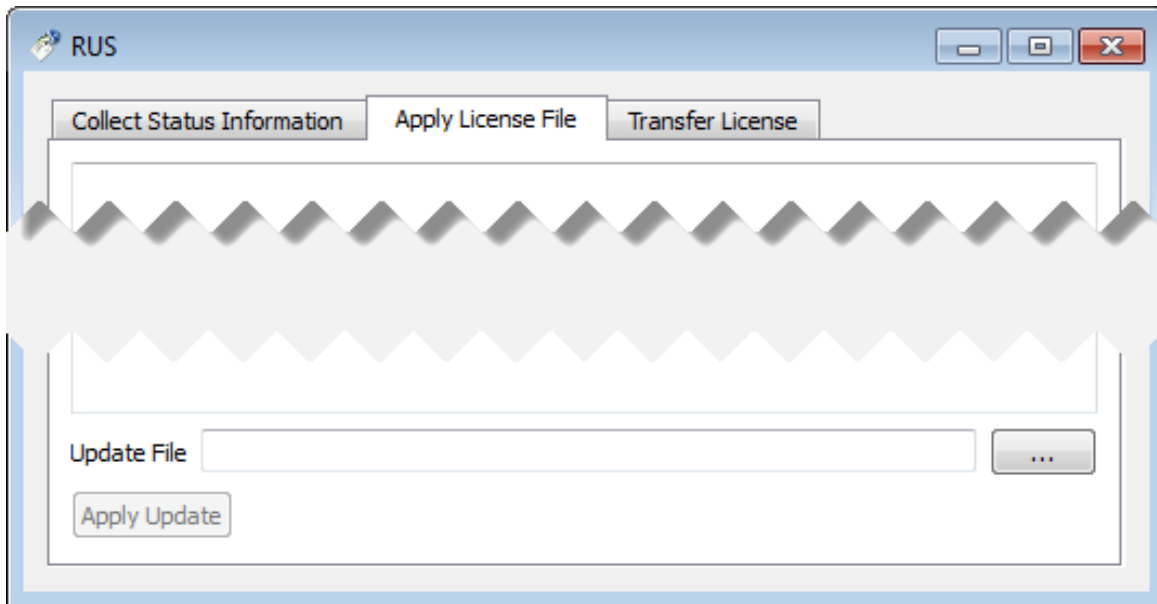 RUS
Collect Status Information Apply License File Transfer License
Update File ...
Apply Update